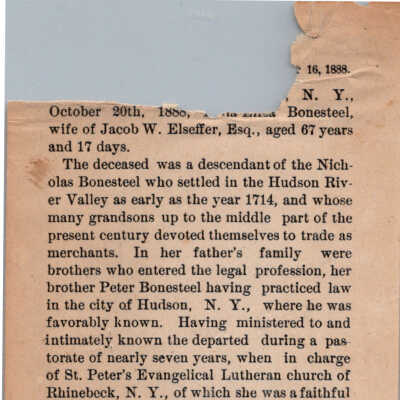 16, 1888.
N. Y.,
October 20th, 1888, Bonesteel,
wife of Jacob W. Elseffer, Esq., aged 67 years
and 17 days.
The deceased was a descendant of the Nich-
olas Bonesteel who settled in the Hudson Riv-
er Valley as early as the year 1714, and whose
many grandsons up to the middle part of the
present century devoted themselves to trade as
merchants. In her father's family were
brothers who entered the legal profession, her
brother Peter Bonesteel having practiced law
in the city of Hudson, N. Y., where he was
favorably known. Having ministered to and
intimately known the departed during a pas-
torate of nearly seven years, when in charge
of St. Peter's Evangelical Lutheran church of
Rhinebeck, N. Y., of which she was a faithful